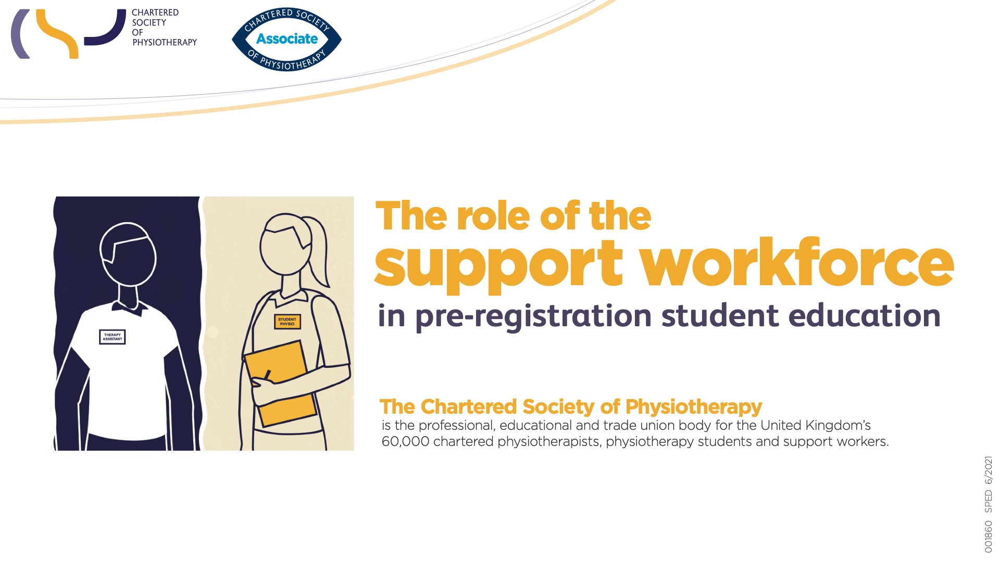 CHARTERED
SOCIETY
OF
PHYSIOTHERAPY
CHARTERED SOCIETY
Associate
OF PHYSIOTHERAPY
The role of the
support workforce
in pre-registration student education
THERAPY
ASSISTANT
STUDENT
PHYSIO
The Chartered Society of Physiotherapy
is the professional, educational and trade union body for the United Kingdom’s
60,000 chartered physiotherapists, physiotherapy students and support workers.
001860 SPED 6/2021